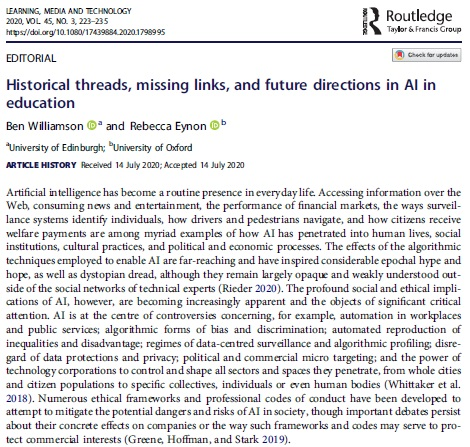 LEARNING, MEDIA AND TECHNOLOGY
2020, VOL. 45, NO. 3, 223–235
https://doi.org/10.1080/17439884.2020.1798995
Routledge
Taylor & Francis Group
EDITORIAL
Check for updates
Historical threads, missing links, and future directions in AI in
education
Ben Williamson iD a and Rebecca Eynon iD b
aUniversity of Edinburgh; bUniversity of Oxford
ARTICLE HISTORY Received 14 July 2020; Accepted 14 July 2020
Artificial intelligence has become a routine presence in everyday life. Accessing information over the
Web, consuming news and entertainment, the performance of financial markets, the ways surveil-
lance systems identify individuals, how drivers and pedestrians navigate, and how citizens receive
welfare payments are among myriad examples of how AI has penetrated into human lives, social
institutions, cultural practices, and political and economic processes. The effects of the algorithmic
techniques employed to enable AI are far-reaching and have inspired considerable epochal hype and
hope, as well as dystopian dread, although they remain largely opaque and weakly understood out-
side of the social networks of technical experts (Rieder 2020). The profound social and ethical impli-
cations of AI, however, are becoming increasingly apparent and the objects of significant critical
attention. AI is at the centre of controversies concerning, for example, automation in workplaces
and public services; algorithmic forms of bias and discrimination; automated reproduction of
inequalities and disadvantage; regimes of data-centred surveillance and algorithmic profiling; disre-
gard of data protections and privacy; political and commercial micro targeting; and the power of
technology corporations to control and shape all sectors and spaces they penetrate, from whole cities
and citizen populations to specific collectives, individuals or even human bodies (Whittaker et al.
2018). Numerous ethical frameworks and professional codes of conduct have been developed to
attempt to mitigate the potential dangers and risks of AI in society, though important debates persist
about their concrete effects on companies or the way such frameworks and codes may serve to pro-
tect commercial interests (Greene, Hoffman, and Stark 2019).